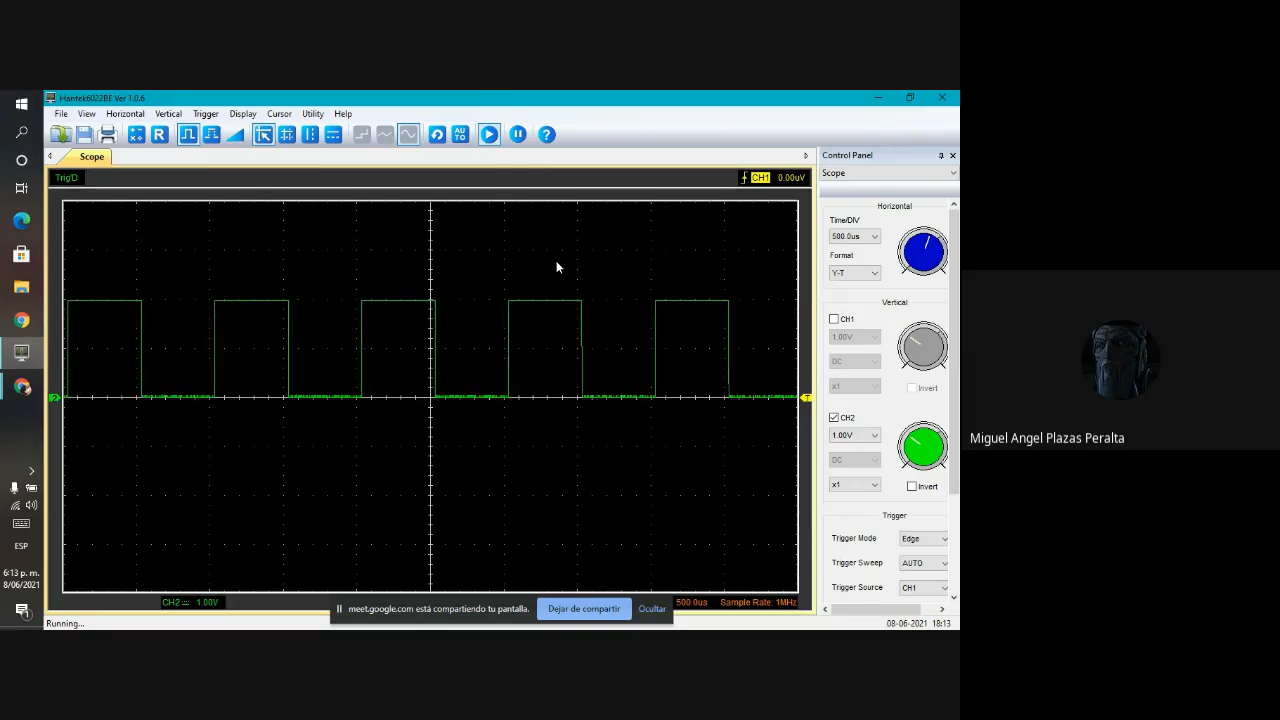 Hantek6022BE Ver 1.0.6
File View Horizontal Vertical Trigger Display Cursor Utility Help
R AUTO ?
Scope
Control Panel
Trig'D
CH1 0.00uV
Scope
Horizontal
Time/DIV
500.0us
Format
Y-T
Vertical
CH1
1.00V
DC
x1
Invert
CH2
1.00V
DC
x1
Invert
2
T
Trigger
Trigger Mode Edge
Trigger Sweep AUTO
Trigger Source CH1
CH2 1.00V
500.0us Sample Rate: 1MHz
meet.google.com está compartiendo tu pantalla.
Dejar de compartir
Ocultar
Running...
08-06-2021 18:13
ESP
6:13 p. m.
8/06/2021
1
Miguel Angel Plazas Peralta